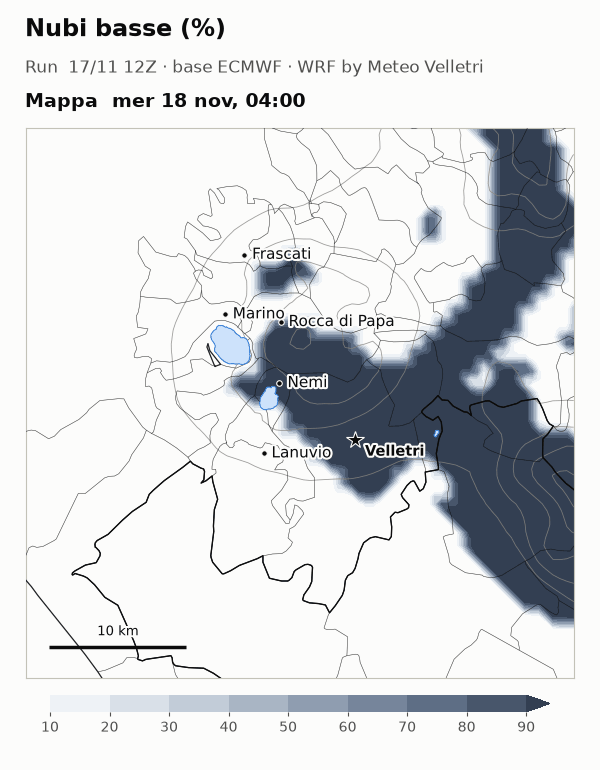 Nubi basse (%)
Run  17/11 12Z · base ECMWF · WRF by Meteo Velletri
Mappa  mer 18 nov, 04:00
Frascati
Marino
Rocca di Papa
Nemi
Velletri
Lanuvio
10 km
10 20 30 40 50 60 70 80 90